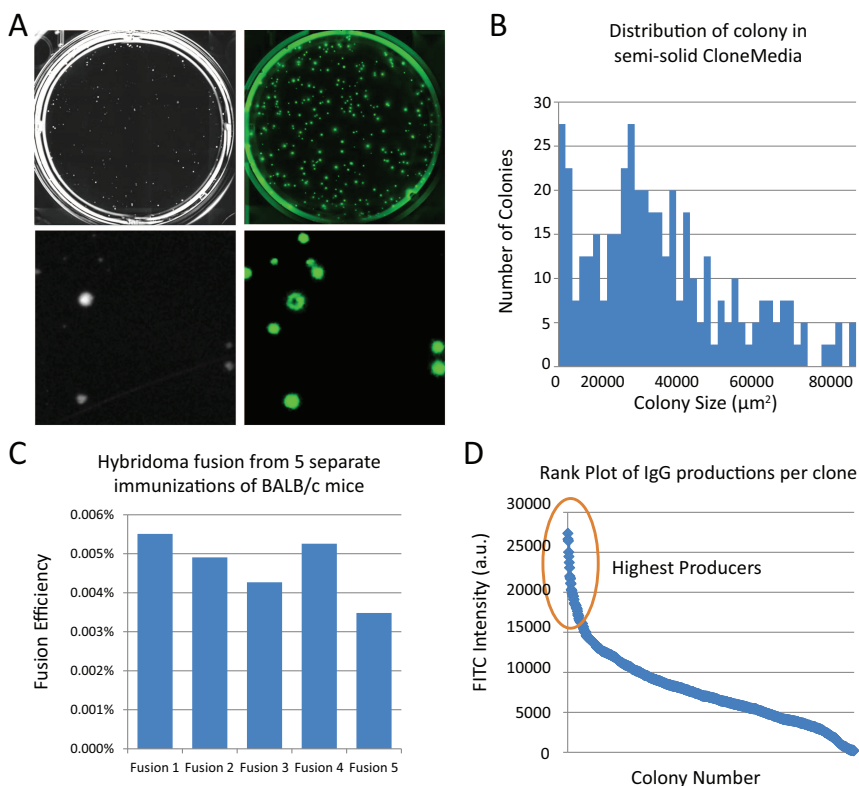 A
B
Distribution of colony in
semi-solid CloneMedia
Number of Colonies
30
25
20
15
10
5
0
0 20000 40000 60000 80000
Colony Size (µm²)
C
Hybridoma fusion from 5 separate
immunizations of BALB/c mice
Fusion Efficiency
0.006%
0.005%
0.004%
0.003%
0.002%
0.001%
0.000%
Fusion 1 Fusion 2 Fusion 3 Fusion 4 Fusion 5
D
Rank Plot of IgG productions per clone
FITC Intensity (a.u.)
30000
25000
20000
15000
10000
5000
0
Highest Producers
Colony Number